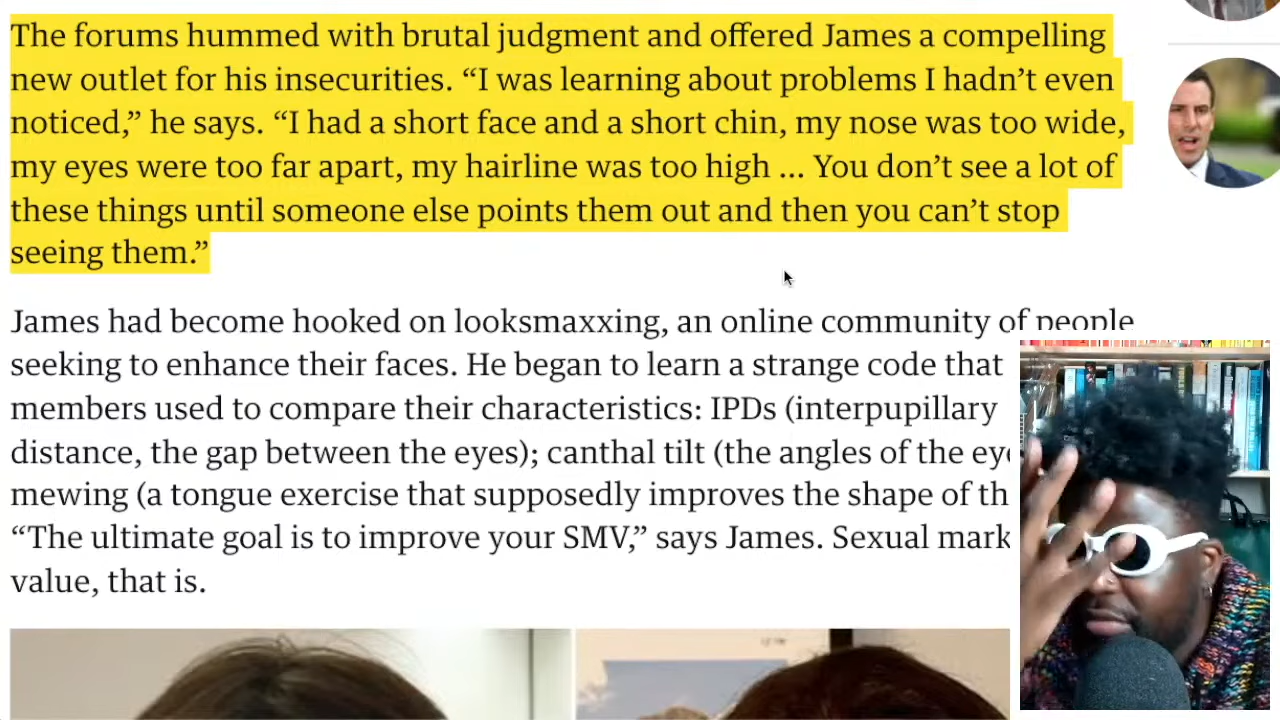 The forums hummed with brutal judgment and offered James a compelling
new outlet for his insecurities. “I was learning about problems I hadn’t even
noticed,” he says. “I had a short face and a short chin, my nose was too wide,
my eyes were too far apart, my hairline was too high ... You don’t see a lot of
these things until someone else points them out and then you can’t stop
seeing them.”
James had become hooked on looksmaxxing, an online community of people
seeking to enhance their faces. He began to learn a strange code that
members used to compare their characteristics: IPDs (interpupillary
distance, the gap between the eyes); canthal tilt (the angles of the
mewing (a tongue exercise that supposedly improves the shape of
“The ultimate goal is to improve your SMV,” says James. Sexual
value, that is.